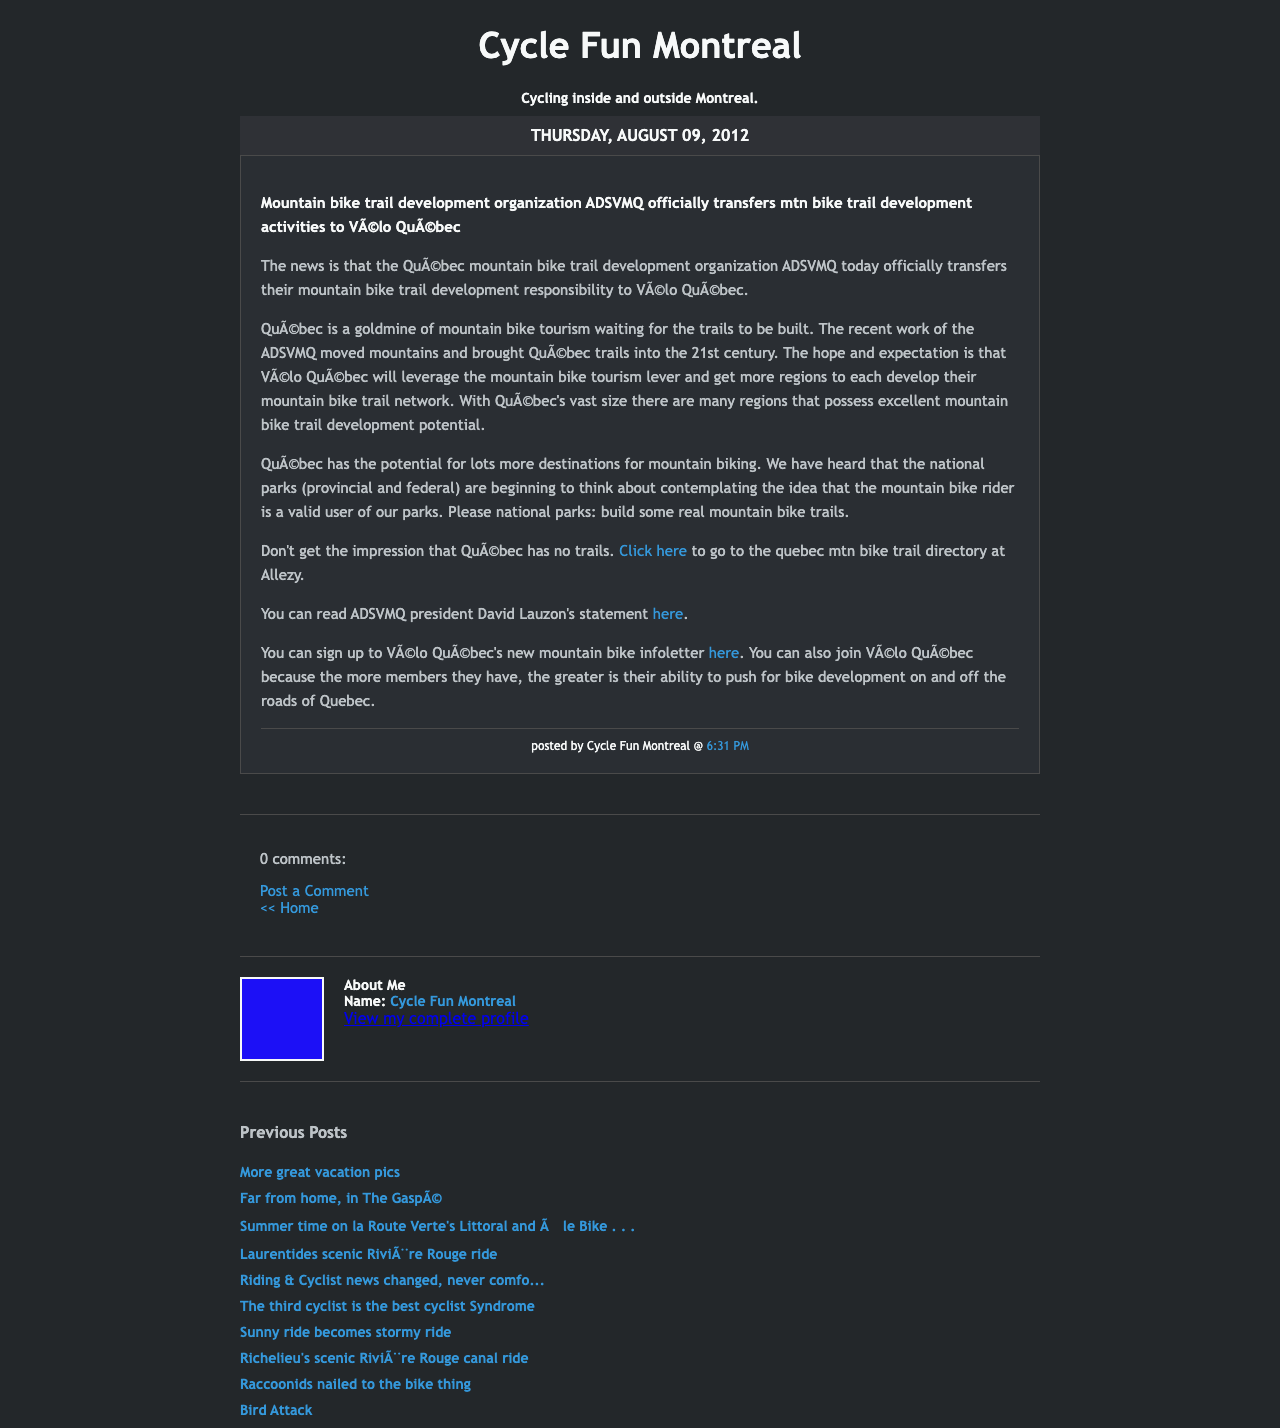 Cycle Fun Montreal
Cycling inside and outside Montreal.
THURSDAY, AUGUST 09, 2012
Mountain bike trail development organization ADSVMQ officially transfers mtn bike trail development
activities to VÃ©lo QuÃ©bec
The news is that the QuÃ©bec mountain bike trail development organization ADSVMQ today officially transfers
their mountain bike trail development responsibility to VÃ©lo QuÃ©bec.
QuÃ©bec is a goldmine of mountain bike tourism waiting for the trails to be built. The recent work of the
ADSVMQ moved mountains and brought QuÃ©bec trails into the 21st century. The hope and expectation is that
VÃ©lo QuÃ©bec will leverage the mountain bike tourism lever and get more regions to each develop their
mountain bike trail network. With QuÃ©bec's vast size there are many regions that possess excellent mountain
bike trail development potential.
QuÃ©bec has the potential for lots more destinations for mountain biking. We have heard that the national
parks (provincial and federal) are beginning to think about contemplating the idea that the mountain bike rider
is a valid user of our parks. Please national parks: build some real mountain bike trails.
Don't get the impression that QuÃ©bec has no trails. Click here to go to the quebec mtn bike trail directory at
Allezy.
You can read ADSVMQ president David Lauzon's statement here.
You can sign up to VÃ©lo QuÃ©bec's new mountain bike infoletter here. You can also join VÃ©lo QuÃ©bec
because the more members they have, the greater is their ability to push for bike development on and off the
roads of Quebec.
posted by Cycle Fun Montreal @ 6:31 PM
0 comments:
Post a Comment
<< Home
About Me
Name: Cycle Fun Montreal
View my complete profile
Previous Posts
More great vacation pics
Far from home, in The GaspÃ©
Summer time on la Route Verte's Littoral and Ã le Bike . . .
Laurentides scenic RiviÃ¨re Rouge ride
Riding & Cyclist news changed, never comfo...
The third cyclist is the best cyclist Syndrome
Sunny ride becomes stormy ride
Richelieu's scenic RiviÃ¨re Rouge canal ride
Raccoonids nailed to the bike thing
Bird Attack